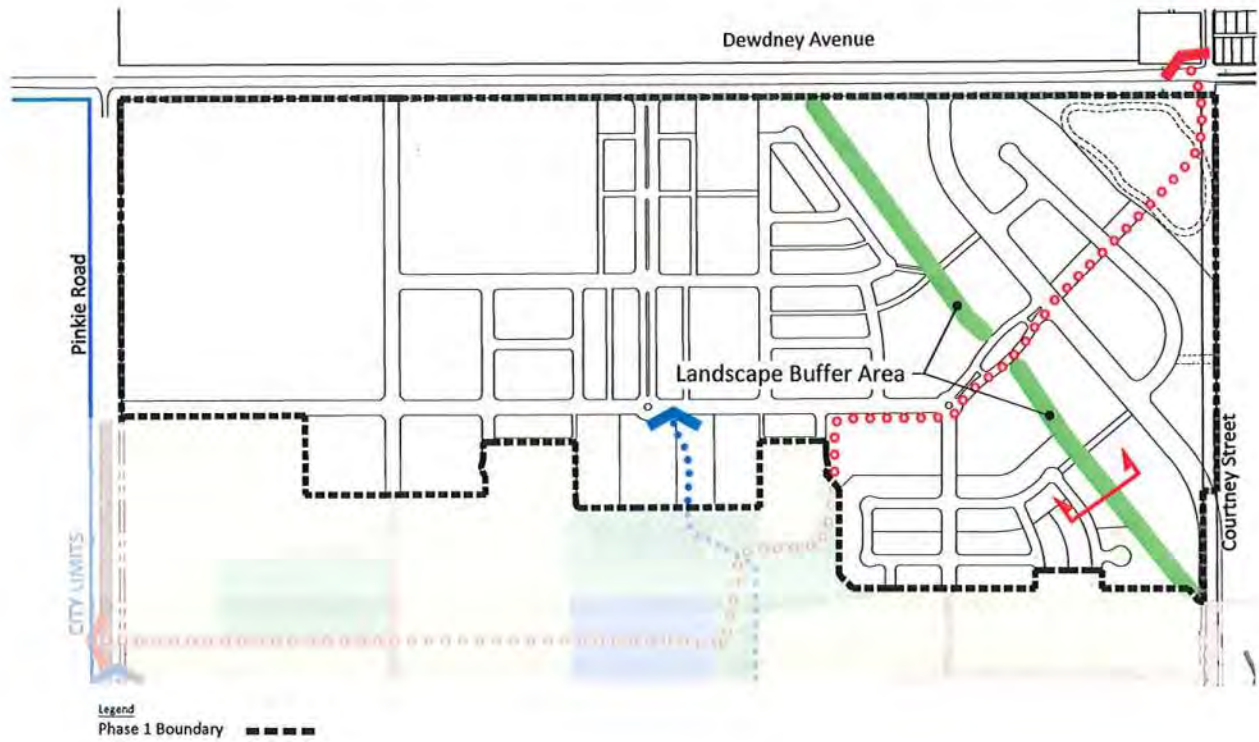 Dewdney Avenue
Pinkie Road
Landscape Buffer Area
Courtney Street
CITY LIMITS
Legend
Phase 1 Boundary